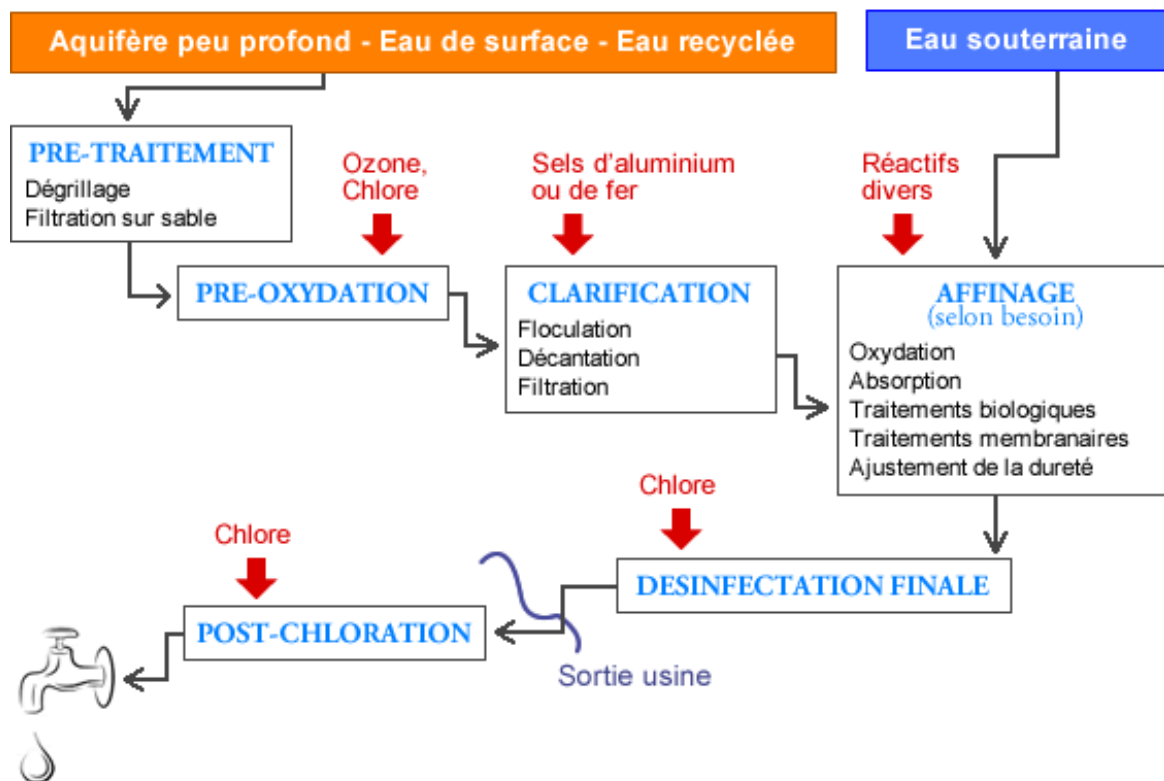 Aquifère peu profond - Eau de surface - Eau recyclée
Eau souterraine
PRE-TRAITEMENT
Dégrillage
Filtration sur sable
Ozone,
Chlore
PRE-OXYDATION
Sels d'aluminium
ou de fer
CLARIFICATION
Floculation
Décantation
Filtration
Réactifs
divers
AFFINAGE
(selon besoin)
Oxydation
Absorption
Traitements biologiques
Traitements membranaires
Ajustement de la dureté
Chlore
DESINFECTATION FINALE
Sortie usine
Chlore
POST-CHLORATION